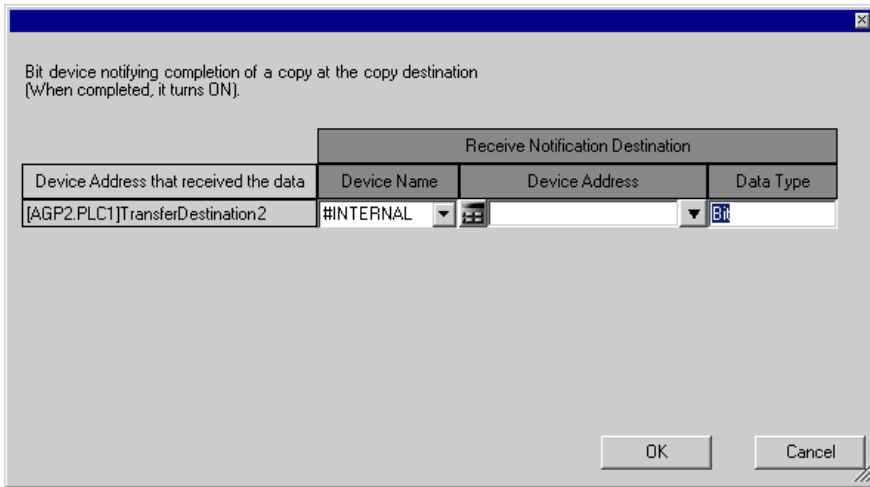 Bit device notifying completion of a copy at the copy destination
(When completed, it turns ON).
Receive Notification Destination
Device Address that received the data Device Name Device Address Data Type
[AGP2.PLC1]TransferDestination2 #INTERNAL Bit
OK Cancel